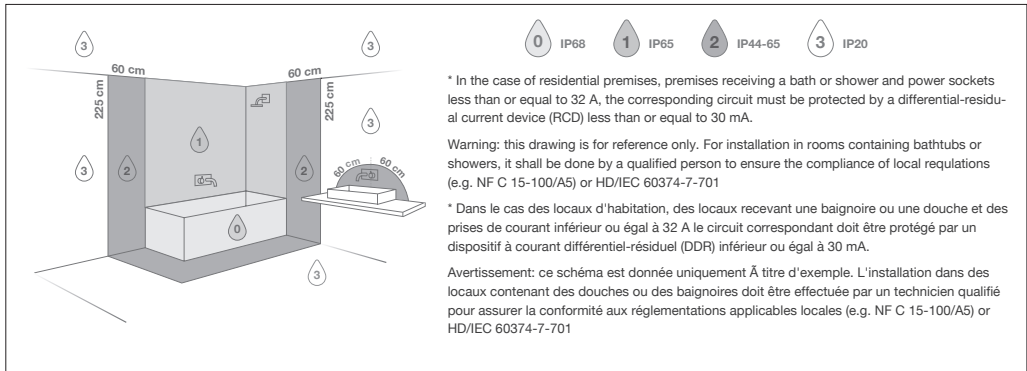 3
3
0 IP68 1 IP65 2 IP44-65 3 IP20
60 cm
60 cm
225 cm
225 cm
3
1
3
2
2
60 cm
60 cm
0
3
* In the case of residential premises, premises receiving a bath or shower and power sockets
less than or equal to 32 A, the corresponding circuit must be protected by a differential-residu-
al current device (RCD) less than or equal to 30 mA.
Warning: this drawing is for reference only. For installation in rooms containing bathtubs or
showers, it shall be done by a qualified person to ensure the compliance of local requlations
(e.g. NF C 15-100/A5) or HD/IEC 60374-7-701
* Dans le cas des locaux d'habitation, des locaux recevant une baignoire ou une douche et des
prises de courant inférieur ou égal à 32 A le circuit correspondant doit être protégé par un
dispositif à courant différentiel-résiduel (DDR) inférieur ou égal à 30 mA.
Avertissement: ce schéma est donnée uniquement Ã titre d'exemple. L'installation dans des
locaux contenant des douches ou des baignoires doit être effectuée par un technicien qualifié
pour assurer la conformité aux réglementations applicables locales (e.g. NF C 15-100/A5) or
HD/IEC 60374-7-701